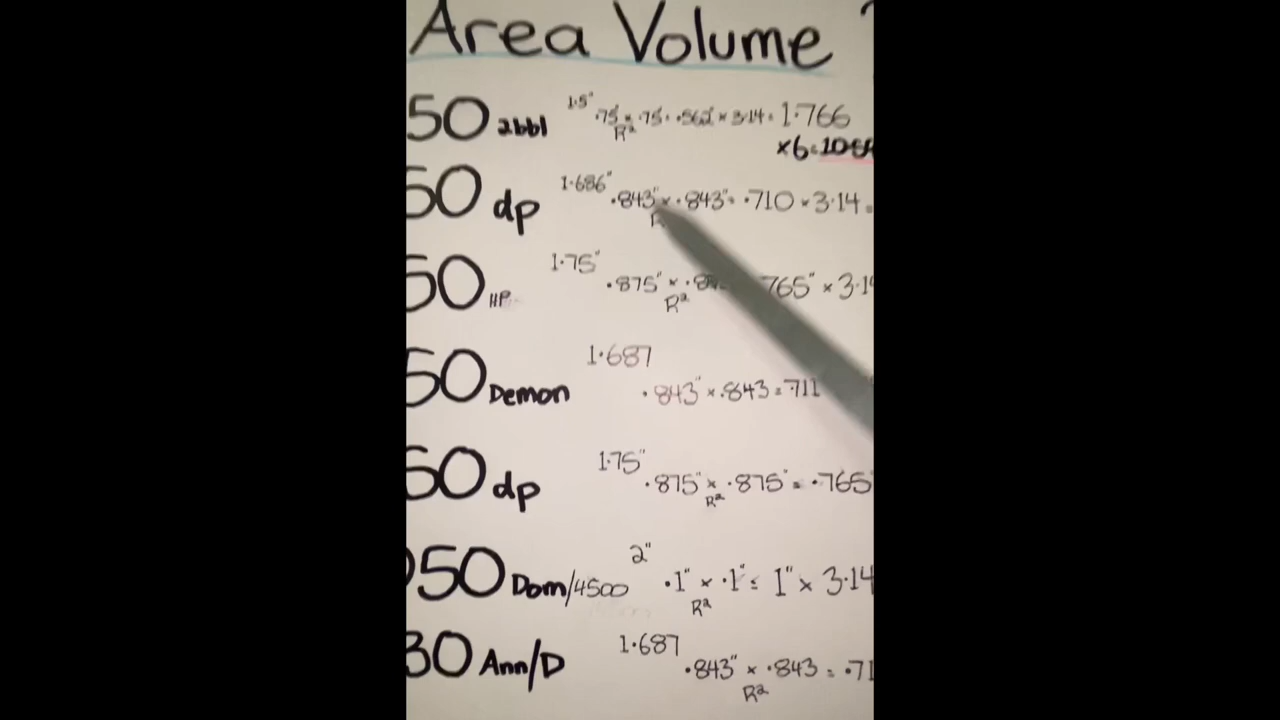 Area Volume
50 2bbl 1.5" .75" × .75 = .562" × 3.14 = 1.766
R²
×6 =
50 dp 1.686" .843" × .843" = .710 × 3.14 =
50 HP 1.75" .875" × 765" × 3.14
R²
50 Demon 1.687 .843" × .843 = .711
50 dp 1.75" .875" × .875" = .765
R²
050 Dom/4500 2" .1" × .1" = 1" × 3.14
R²
30 Ann/D 1.687 .843" × .843 = .71
R²